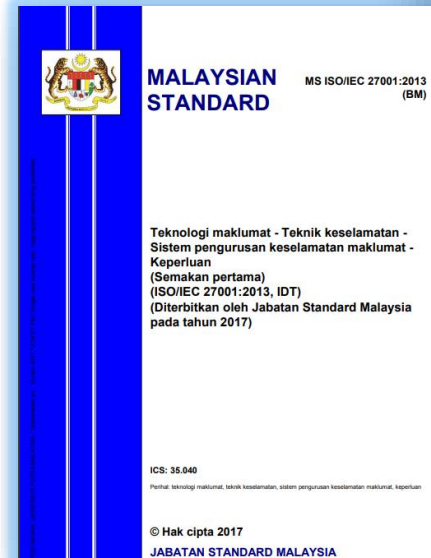 MALAYSIAN
STANDARD
MS ISO/IEC 27001:2013
(BM)
Teknologi maklumat - Teknik keselamatan -
Sistem pengurusan keselamatan maklumat -
Keperluan
(Semakan pertama)
(ISO/IEC 27001:2013, IDT)
(Diterbitkan oleh Jabatan Standard Malaysia
pada tahun 2017)
ICS: 35.040
Perihal: teknologi maklumat, teknik keselamatan, sistem pengurusan keselamatan maklumat, keperluan
© Hak cipta 2017
JABATAN STANDARD MALAYSIA